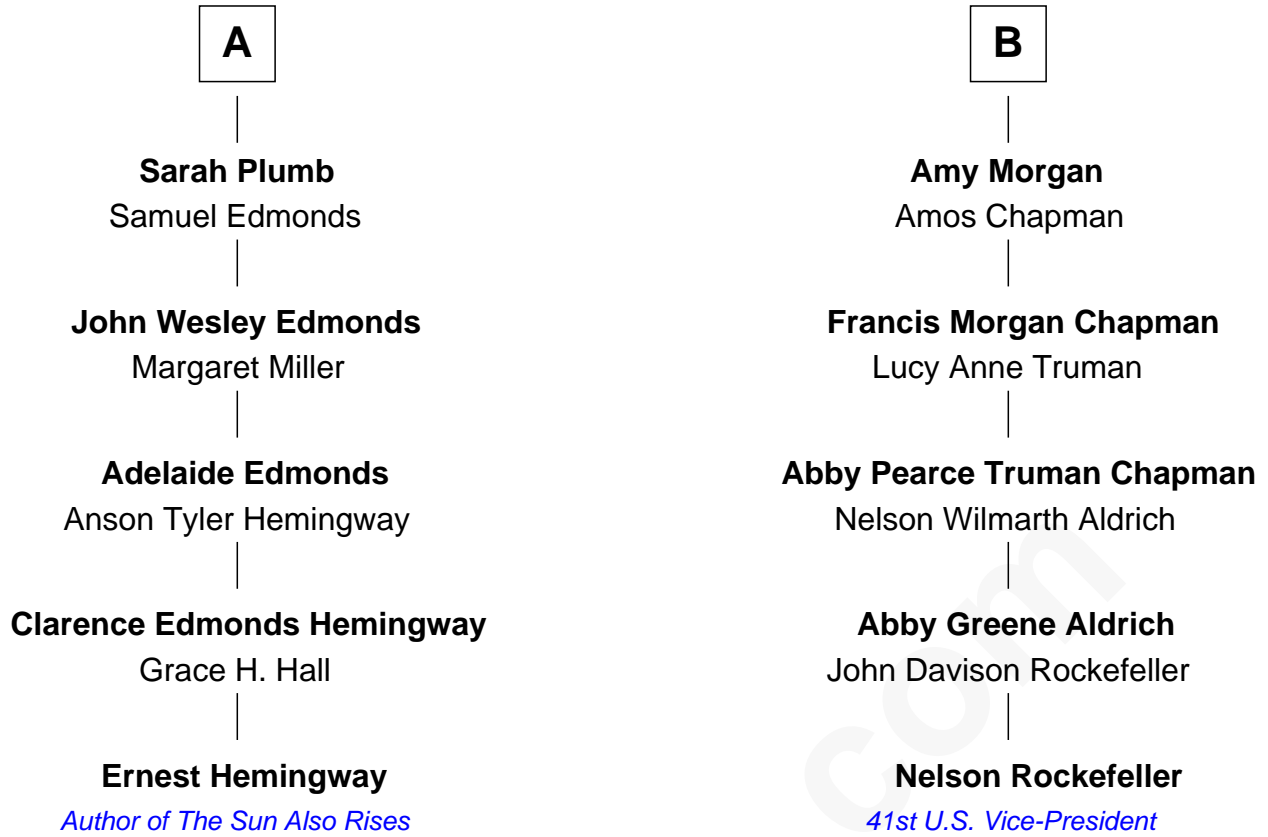 A
Sarah Plumb
Samuel Edmonds
John Wesley Edmonds
Margaret Miller
Adelaide Edmonds
Anson Tyler Hemingway
Clarence Edmonds Hemingway
Grace H. Hall
Ernest Hemingway
Author of The Sun Also Rises
B
Amy Morgan
Amos Chapman
Francis Morgan Chapman
Lucy Anne Truman
Abby Pearce Truman Chapman
Nelson Wilmarth Aldrich
Abby Greene Aldrich
John Davison Rockefeller
Nelson Rockefeller
41st U.S. Vice-President
com